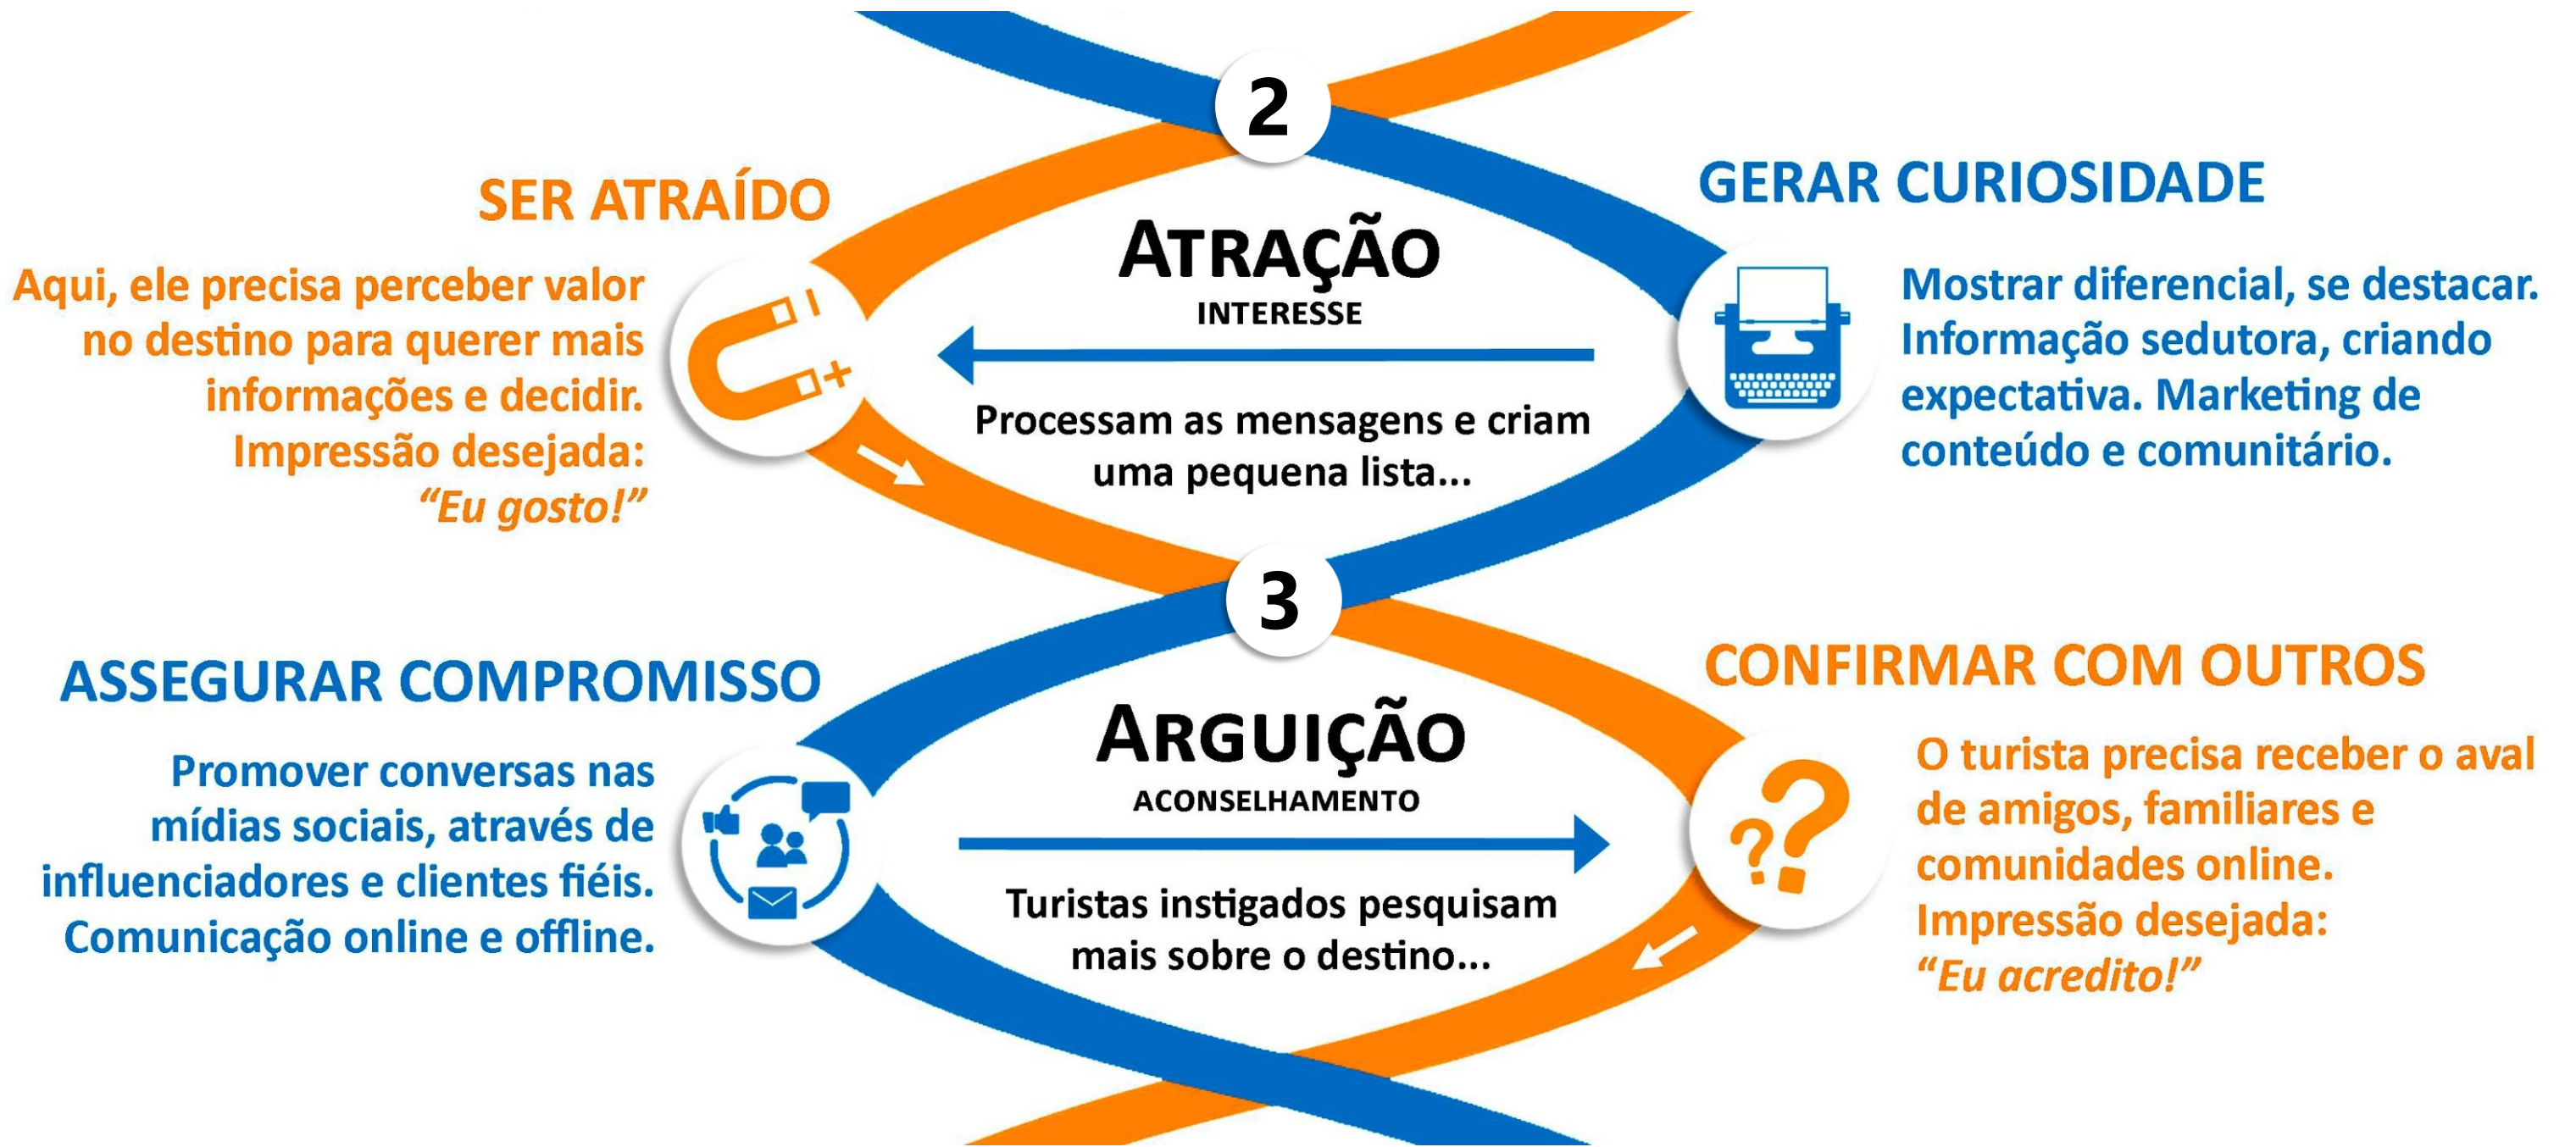 2
SER ATRAÍDO
Aqui, ele precisa perceber valor
no destino para querer mais
informações e decidir.
Impressão desejada:
“Eu gosto!”
ATRAÇÃO
INTERESSE
Processam as mensagens e criam
uma pequena lista...
GERAR CURIOSIDADE
Mostrar diferencial, se destacar.
Informação sedutora, criando
expectativa. Marketing de
conteúdo e comunitário.
3
ASSEGURAR COMPROMISSO
Promover conversas nas
mídias sociais, através de
influenciadores e clientes fiéis.
Comunicação online e offline.
ARGUIÇÃO
ACONSELHAMENTO
Turistas instigados pesquisam
mais sobre o destino...
CONFIRMAR COM OUTROS
O turista precisa receber o aval
de amigos, familiares e
comunidades online.
Impressão desejada:
“Eu acredito!”